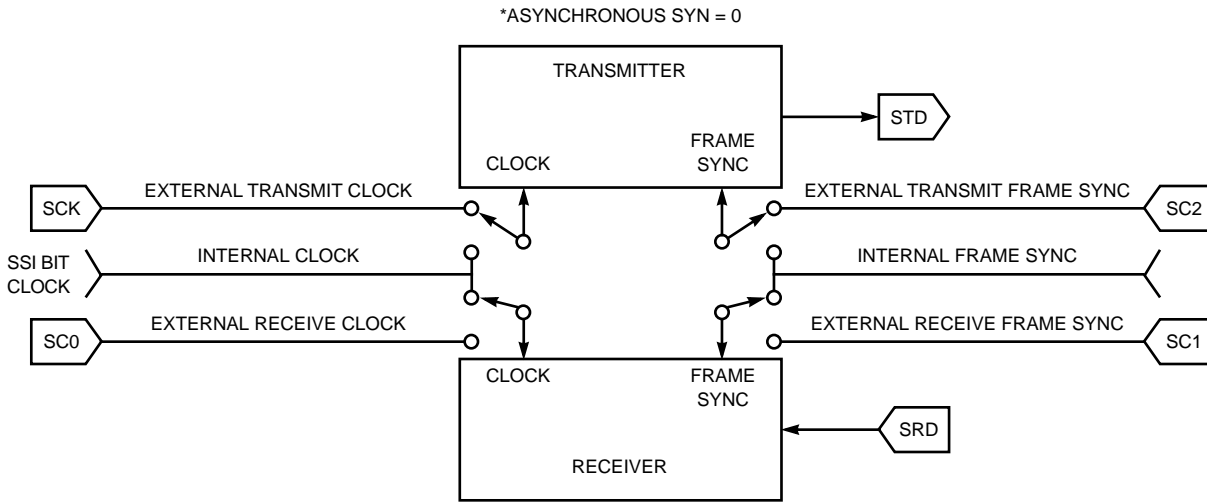 *ASYNCHRONOUS SYN = 0
TRANSMITTER
STD
FRAME
SYNC
CLOCK
EXTERNAL TRANSMIT CLOCK
EXTERNAL TRANSMIT FRAME SYNC
SCK
SC2
SSI BIT
CLOCK
INTERNAL CLOCK
INTERNAL FRAME SYNC
EXTERNAL RECEIVE CLOCK
EXTERNAL RECEIVE FRAME SYNC
SC0
SC1
CLOCK
FRAME
SYNC
SRD
RECEIVER